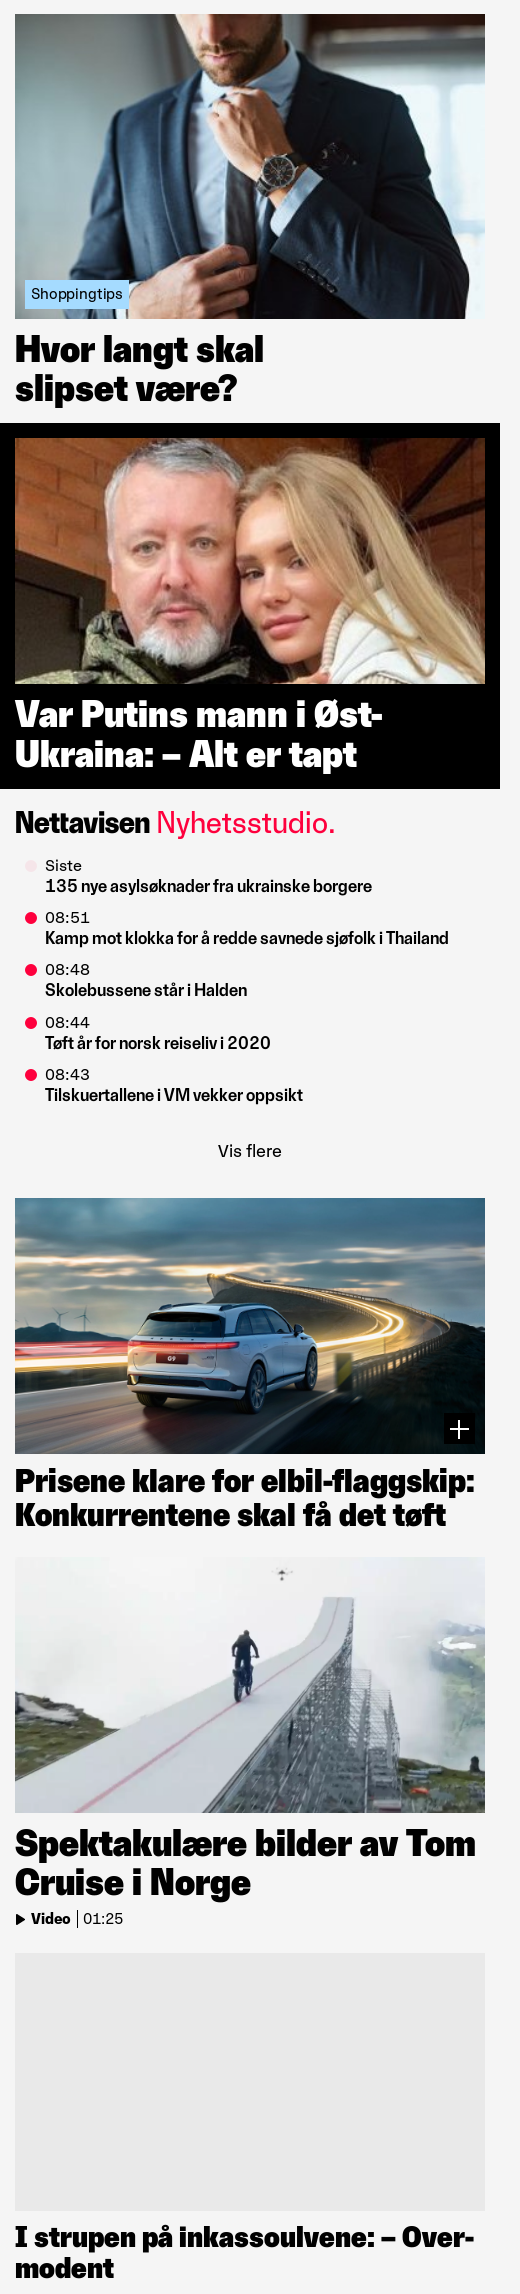 Shoppingtips
Hvor langt skal
slipset være?
Var Putins mann i Øst-
Ukraina: – Alt er tapt
Nettavisen Nyhetsstudio.
Siste
135 nye asylsøknader fra ukrainske borgere
08:51
Kamp mot klokka for å redde savnede sjøfolk i Thailand
08:48
Skolebussene står i Halden
08:44
Tøft år for norsk reiseliv i 2020
08:43
Tilskuertallene i VM vekker oppsikt
Vis flere
G9
Prisene klare for elbil-flaggskip:
Konkurrentene skal få det tøft
Spektakulære bilder av Tom
Cruise i Norge
Video 01:25
I strupen på inkassoulvene: – Over-
modent